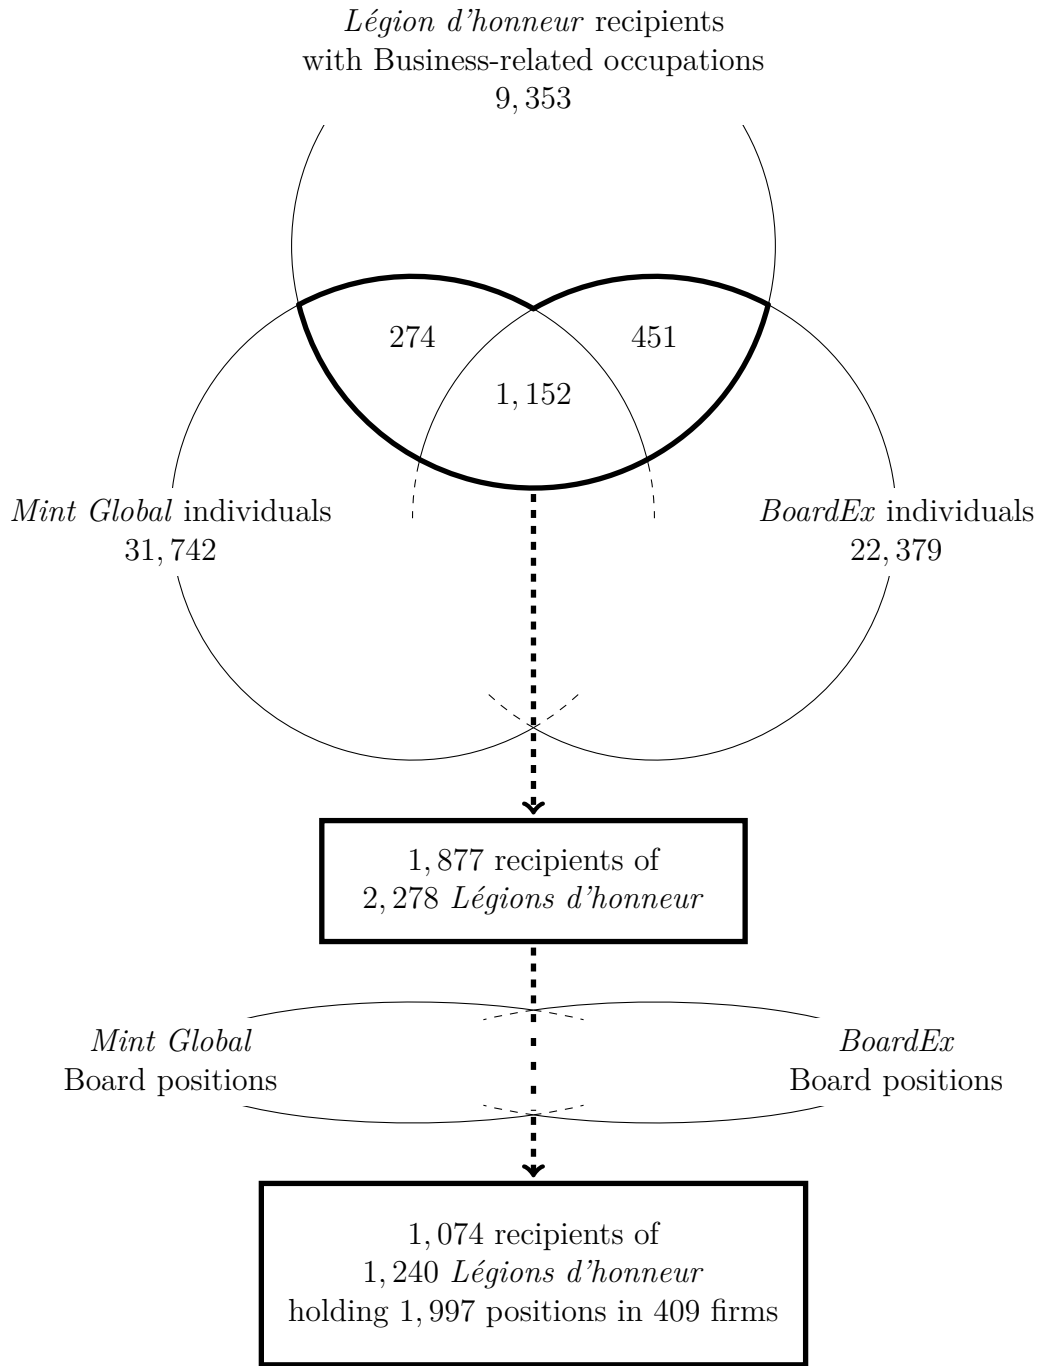 Légion d'honneur recipients
with Business-related occupations
9, 353
274
451
1, 152
Mint Global individuals
31, 742
BoardEx individuals
22, 379
1, 877 recipients of
2, 278 Légions d'honneur
Mint Global
Board positions
BoardEx
Board positions
1, 074 recipients of
1, 240 Légions d'honneur
holding 1, 997 positions in 409 firms